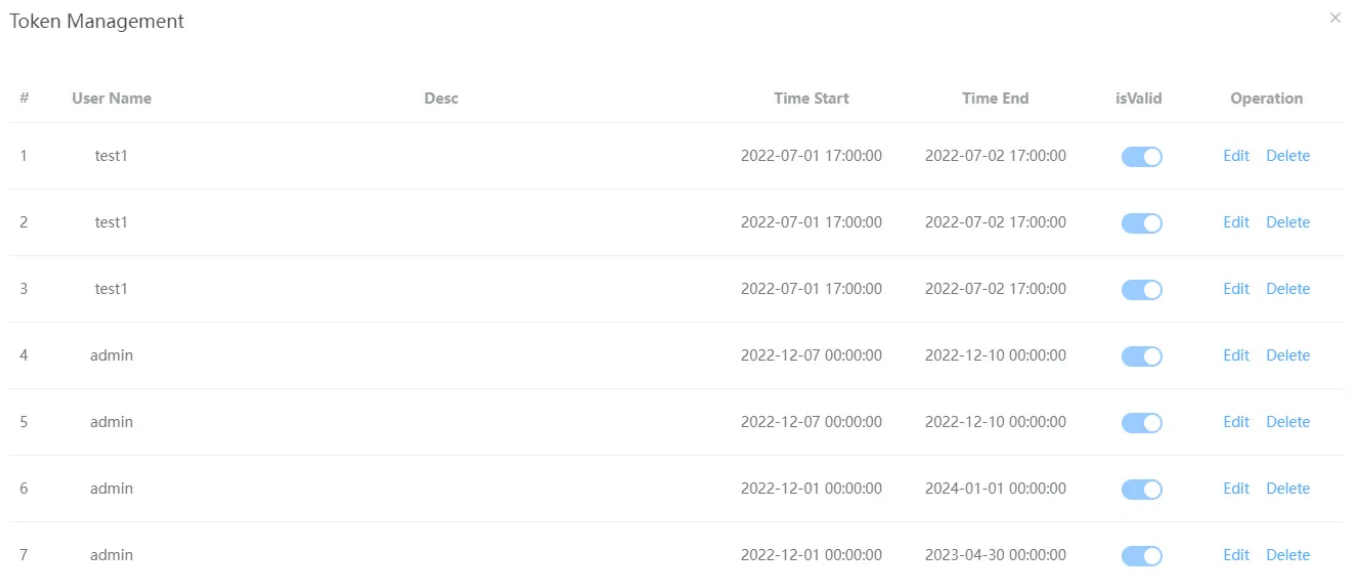 Token Management ×
# User Name Desc Time Start Time End isValid Operation
1 test1 2022-07-01 17:00:00 2022-07-02 17:00:00 Edit Delete
2 test1 2022-07-01 17:00:00 2022-07-02 17:00:00 Edit Delete
3 test1 2022-07-01 17:00:00 2022-07-02 17:00:00 Edit Delete
4 admin 2022-12-07 00:00:00 2022-12-10 00:00:00 Edit Delete
5 admin 2022-12-07 00:00:00 2022-12-10 00:00:00 Edit Delete
6 admin 2022-12-01 00:00:00 2024-01-01 00:00:00 Edit Delete
7 admin 2022-12-01 00:00:00 2023-04-30 00:00:00 Edit Delete